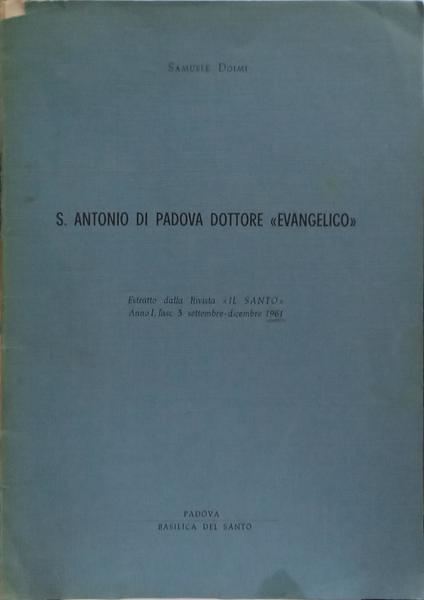 SAMUELE DOIMI
S. ANTONIO DI PADOVA DOTTORE «EVANGELICO»
Estratto dalla Rivista «IL SANTO»
Anno I, fasc. 3 settembre-dicembre 1961
PADOVA
BASILICA DEL SANTO